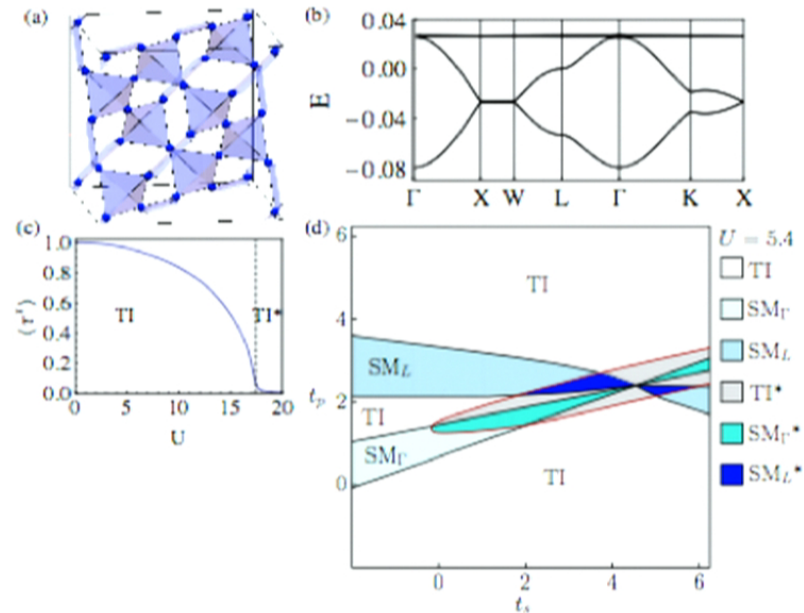 (a)
(b)
0.04
0.00
−0.04
−0.08
E
Γ X W L Γ K X
(c)
1.0
0.8
0.6
0.4
0.2
0.0
TI
TI*
0 5 10 15 20
U
(d)
6
4
t_p 2
0
TI
SM_L
TI
SM_Γ
TI
0 2 4 6
t_s
U = 5.4
TI
SM_Γ
SM_L
TI*
SM_Γ*
SM_L*